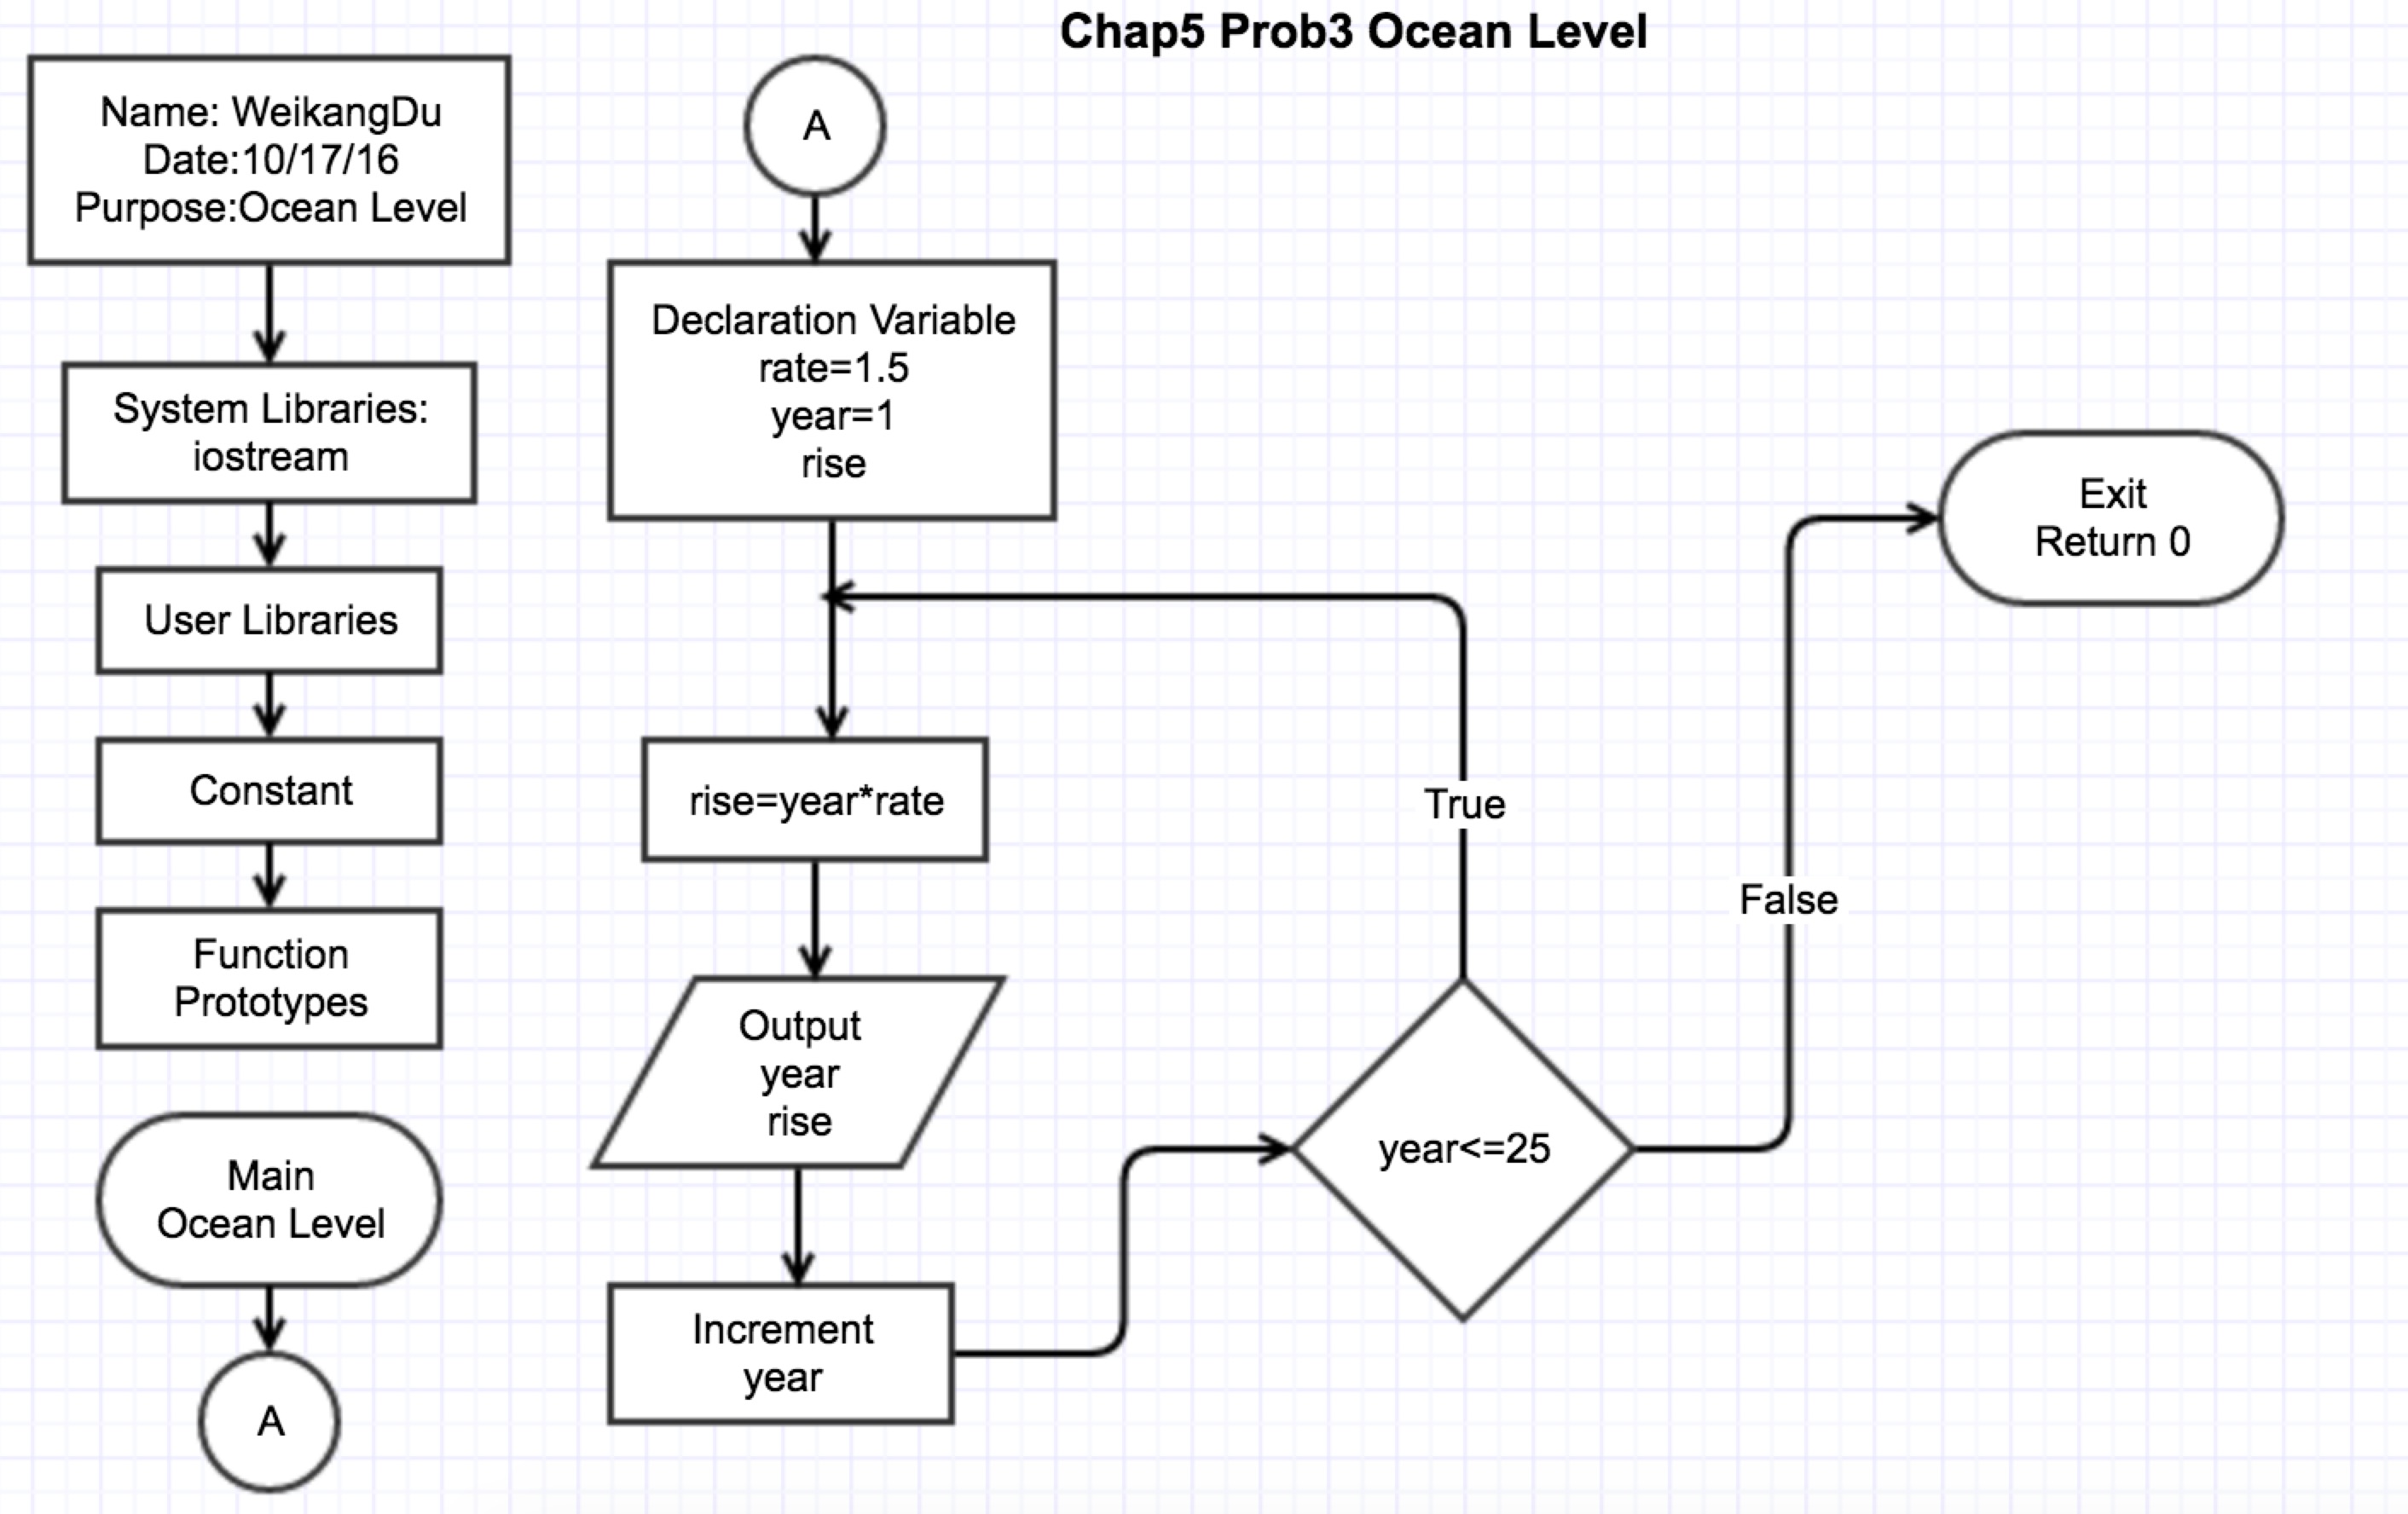 Chap5 Prob3 Ocean Level
Name: WeikangDu
Date:10/17/16
Purpose:Ocean Level
System Libraries:
iostream
User Libraries
Constant
Function
Prototypes
Main
Ocean Level
A
A
Declaration Variable
rate=1.5
year=1
rise
rise=year*rate
Output
year
rise
Increment
year
year<=25
True
False
Exit
Return 0